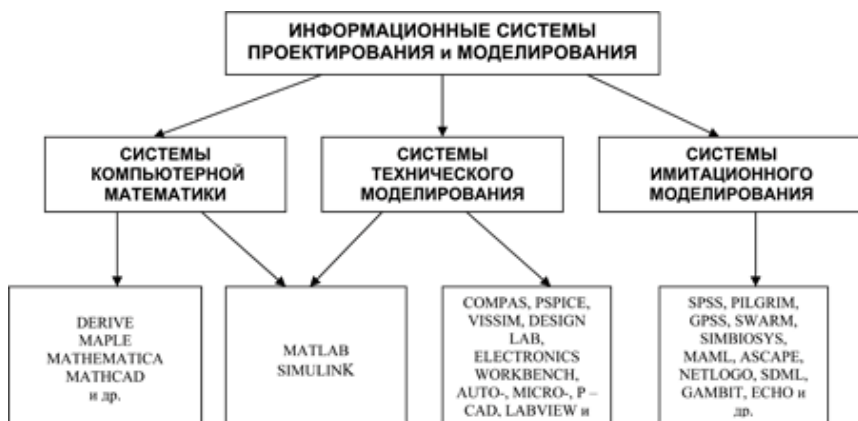 ИНФОРМАЦИОННЫЕ СИСТЕМЫ
ПРОЕКТИРОВАНИЯ и МОДЕЛИРОВАНИЯ
СИСТЕМЫ
КОМПЬЮТЕРНОЙ
МАТЕМАТИКИ
СИСТЕМЫ
ТЕХНИЧЕСКОГО
МОДЕЛИРОВАНИЯ
СИСТЕМЫ
ИМИТАЦИОННОГО
МОДЕЛИРОВАНИЯ
DERIVE
MAPLE
MATHEMATICA
MATHCAD
и др.
MATLAB
SIMULINK
COMPAS, PSPICE,
VISSIM, DESIGN
LAB,
ELECTRONICS
WORKBENCH,
AUTO-, MICRO-, P –
CAD, LABVIEW и
SPSS, PILGRIM,
GPSS, SWARM,
SIMBIOSYS,
MAML, ASCAPE,
NETLOGO, SDML,
GAMBIT, ECHO и
др.